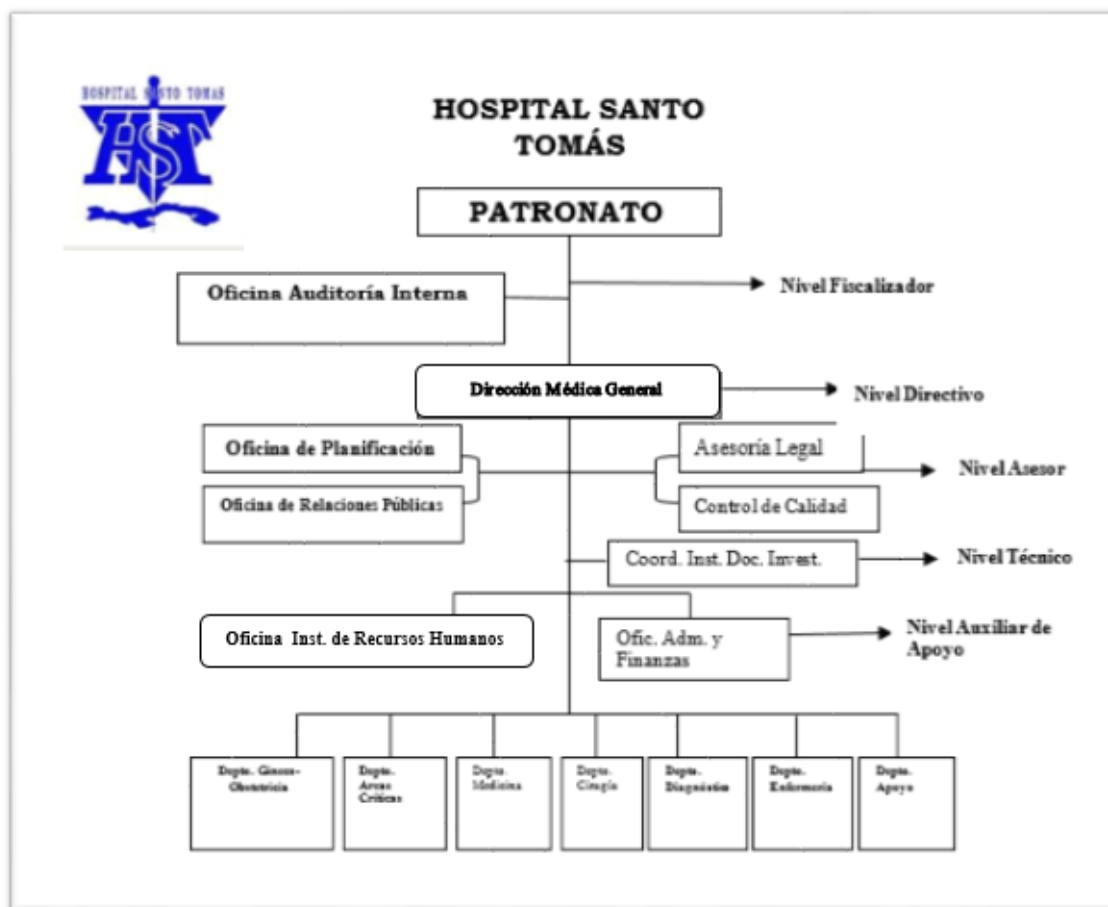 HOSPITAL SANTO TOMAS
HST
HOSPITAL SANTO
TOMÁS
PATRONATO
Oficina Auditoría Interna
Nivel Fiscalizador
Dirección Médica General
Nivel Directivo
Oficina de Planificación
Asesoría Legal
Nivel Asesor
Oficina de Relaciones Públicas
Control de Calidad
Coord. Inst. Doc. Invest.
Nivel Técnico
Oficina Inst. de Recursos Humanos
Ofic. Adm. y
Finanzas
Nivel Auxiliar de
Apoyo
Depto. Gineco-
Obstetricia
Depto.
Areas
Críticas
Depto.
Medicina
Depto.
Cirugía
Depto.
Diagnóstico
Depto.
Enfermería
Depto.
Apoyo